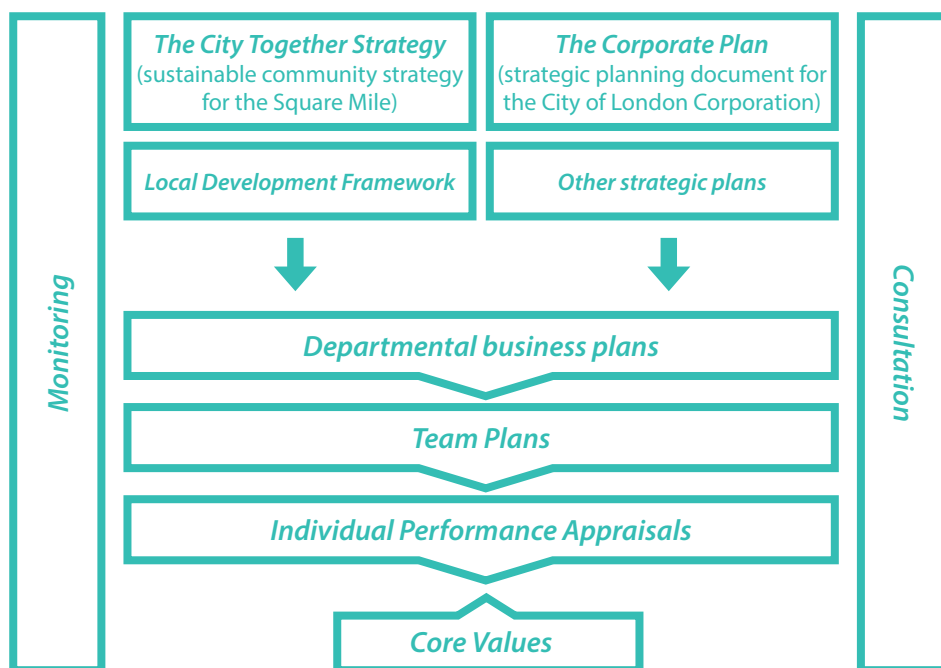 Monitoring
The City Together Strategy
(sustainable community strategy
for the Square Mile)
The Corporate Plan
(strategic planning document for
the City of London Corporation)
Local Development Framework
Other strategic plans
Departmental business plans
Team Plans
Individual Performance Appraisals
Core Values
Consultation